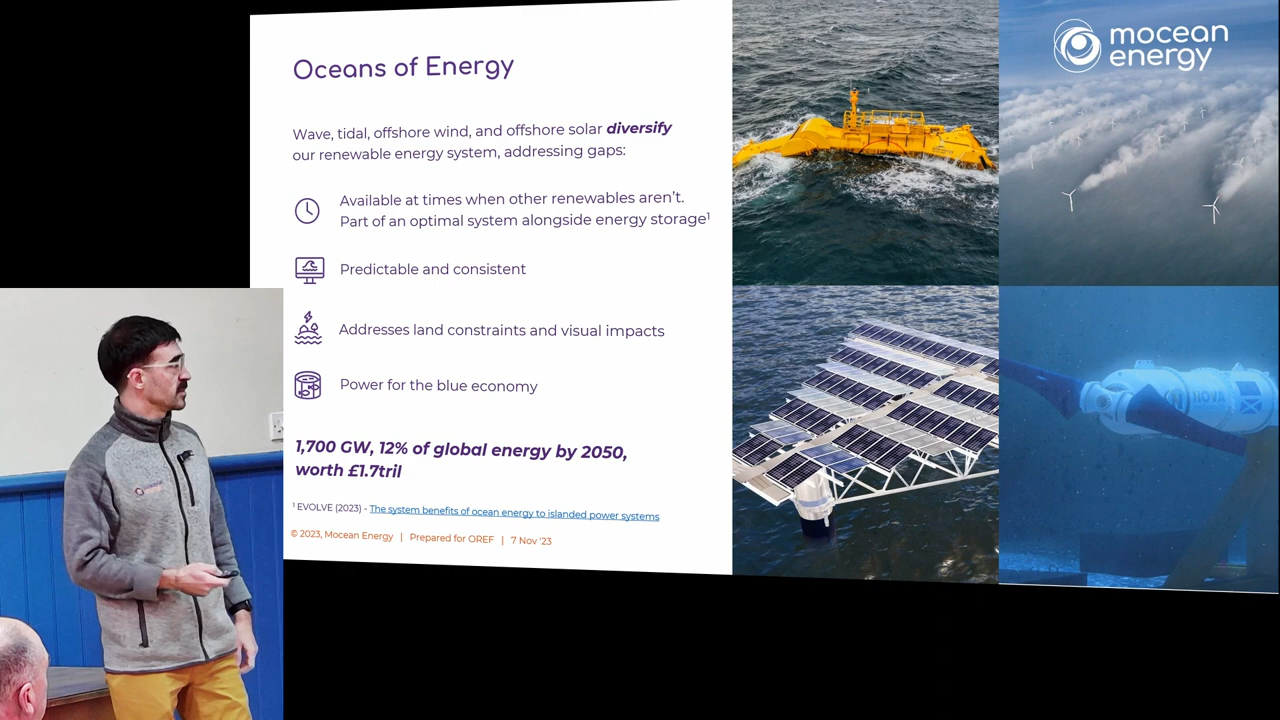 Oceans of Energy
Wave, tidal, offshore wind, and offshore solar diversify
our renewable energy system, addressing gaps:
Available at times when other renewables aren't.
Part of an optimal system alongside energy storage¹
Predictable and consistent
Addresses land constraints and visual impacts
Power for the blue economy
1,700 GW, 12% of global energy by 2050,
worth £1.7tril
¹ EVOLVE (2023) - The system benefits of ocean energy to islanded power systems
© 2023, Mocean Energy | Prepared for OREF | 7 Nov '23
mocean
energy
NOVA